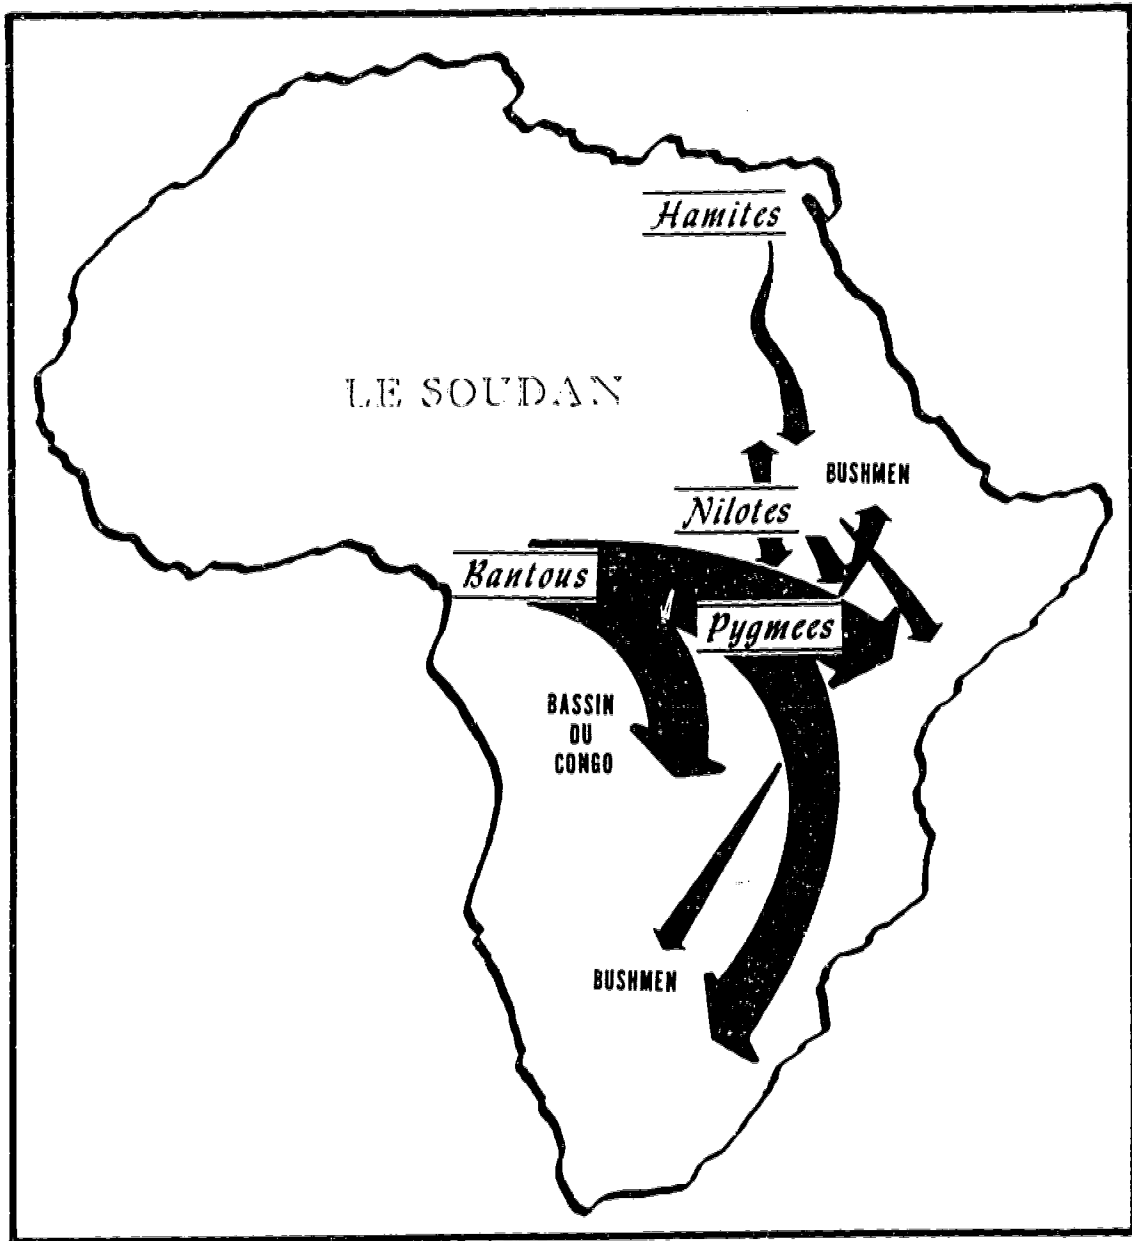 Hamites
LE SOUDAN
BUSHMEN
Nilotes
Bantous
Pygmees
BASSIN
DU
CONGO
BUSHMEN